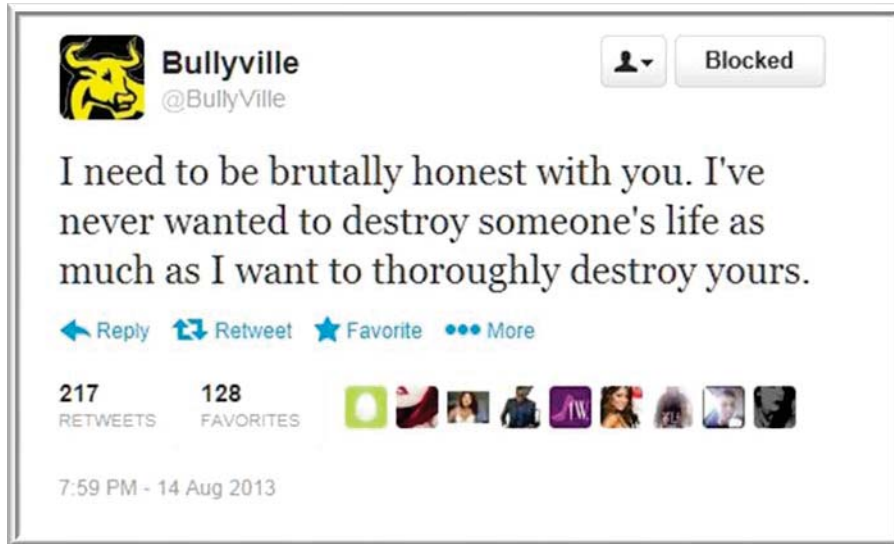 Bullyville
@BullyVille
Blocked
I need to be brutally honest with you. I've
never wanted to destroy someone's life as
much as I want to thoroughly destroy yours.
Reply Retweet Favorite More
217 128
RETWEETS FAVORITES
7:59 PM - 14 Aug 2013